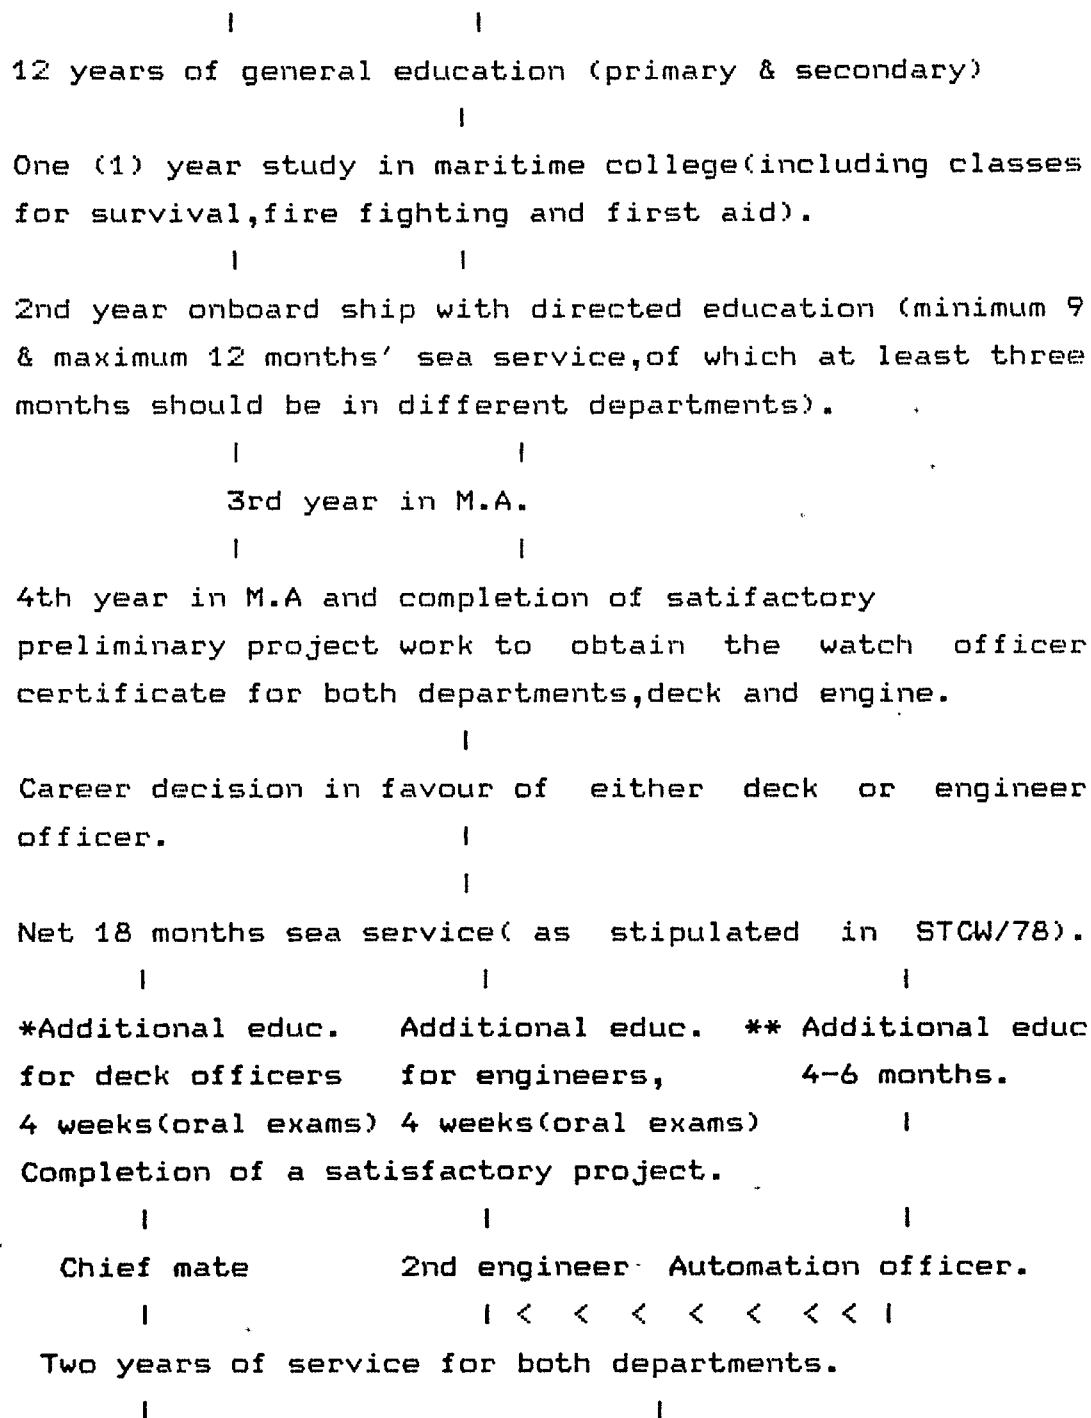 | |
12 years of general education (primary & secondary)
|
One (1) year study in maritime college(including classes
for survival,fire fighting and first aid).
| |
2nd year onboard ship with directed education (minimum 9
& maximum 12 months' sea service,of which at least three
months should be in different departments).
| |
3rd year in M.A.
| |
4th year in M.A and completion of satifactory
preliminary project work to obtain the watch officer
certificate for both departments,deck and engine.
|
Career decision in favour of either deck or engineer
officer. |
|
Net 18 months sea service( as stipulated in STCW/78).
| | |
*Additional educ. Additional educ. ** Additional educ
for deck officers for engineers, 4-6 months.
4 weeks(oral exams) 4 weeks(oral exams) |
Completion of a satisfactory project.
| | |
Chief mate 2nd engineer Automation officer.
| | < < < < < < < |
Two years of service for both departments.
| |